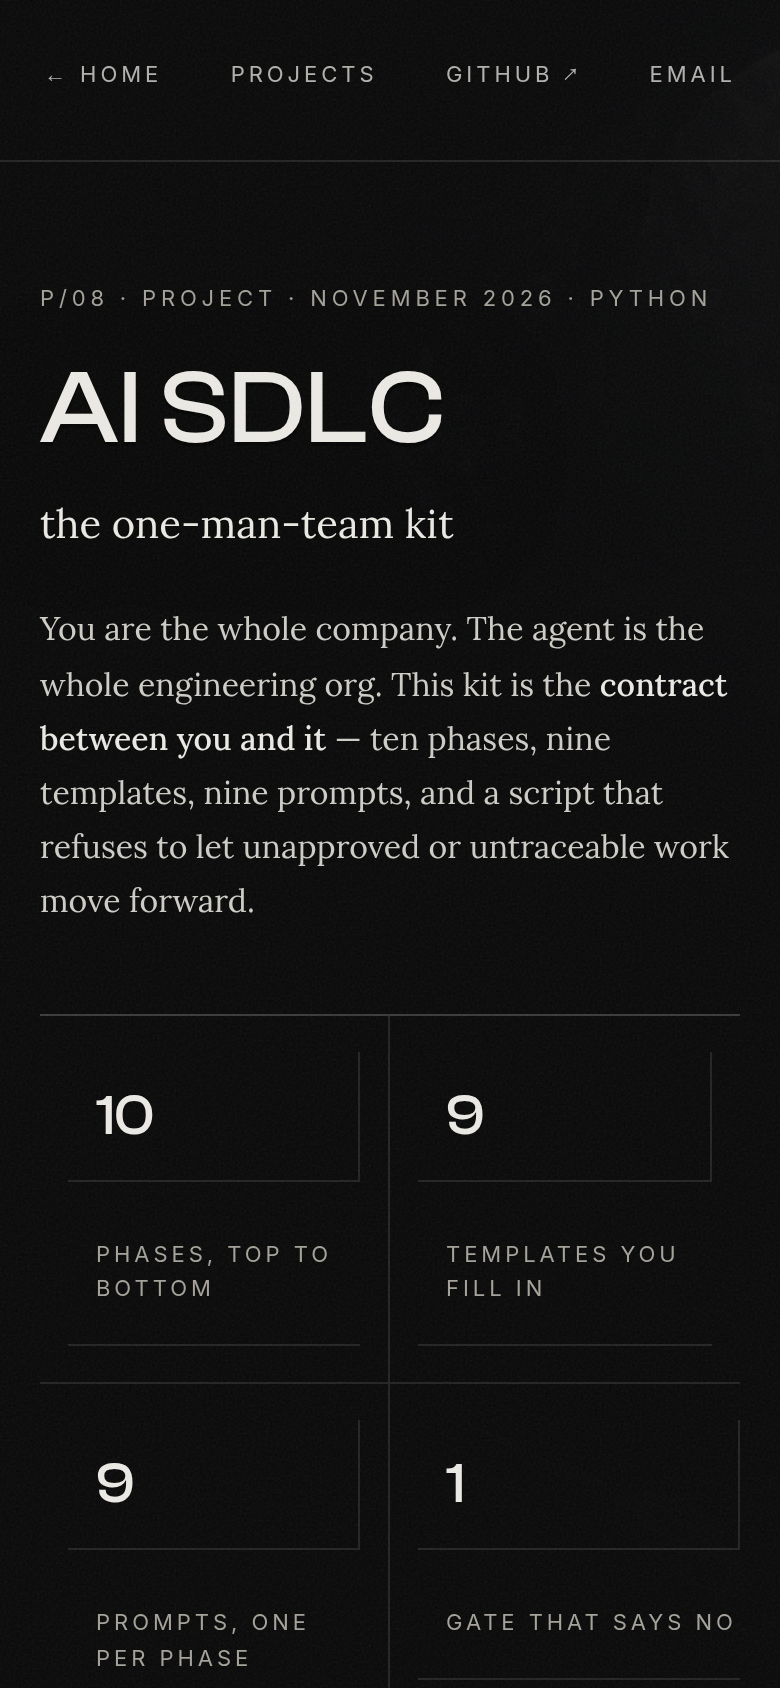 ← HOME PROJECTS GITHUB ↗ EMAIL
P/08 · PROJECT · NOVEMBER 2026 · PYTHON
AI SDLC
the one-man-team kit
You are the whole company. The agent is the
whole engineering org. This kit is the contract
between you and it — ten phases, nine
templates, nine prompts, and a script that
refuses to let unapproved or untraceable work
move forward.
10
PHASES, TOP TO
BOTTOM
9
TEMPLATES YOU
FILL IN
9
PROMPTS, ONE
PER PHASE
1
GATE THAT SAYS NO